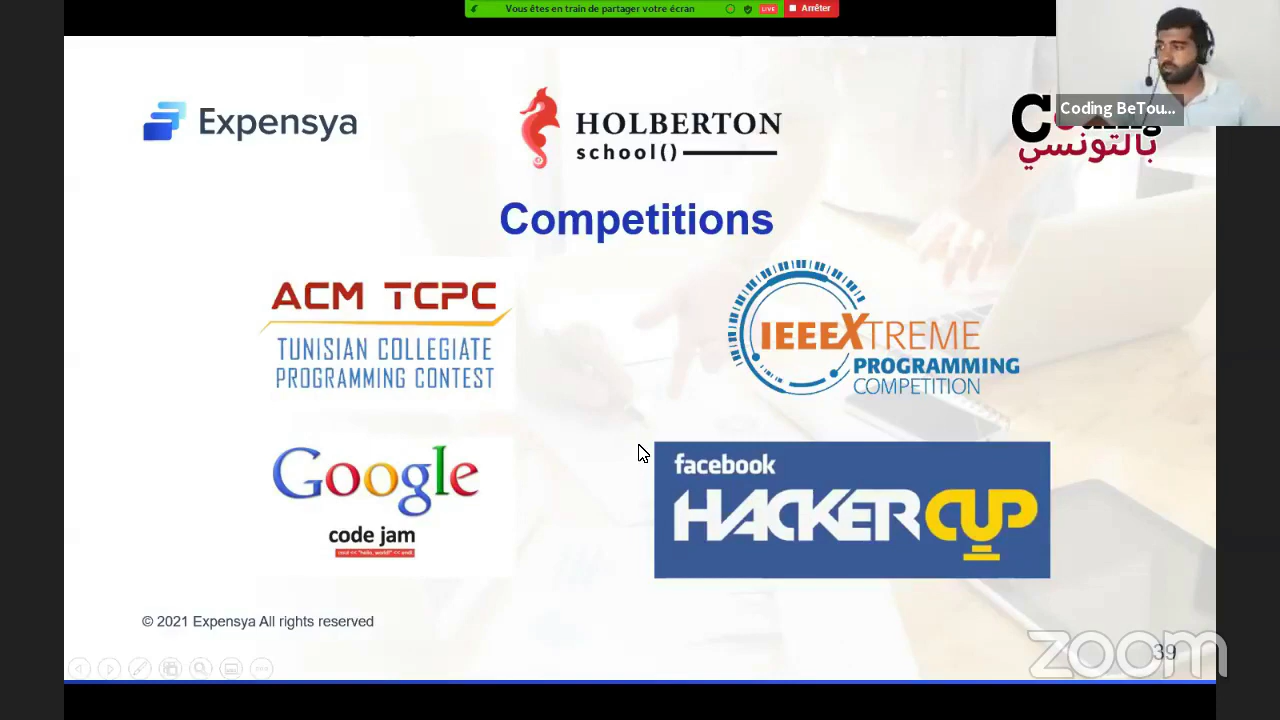 Vous êtes en train de partager votre écran
LIVE
Arrêter
Expensya
HOLBERTON
school()
Coding BeTou...
بالتونسي
Competitions
ACM TCPC
TUNISIAN COLLEGIATE
PROGRAMMING CONTEST
IEEEXTREME
PROGRAMMING
COMPETITION
Google
code jam
facebook
HACKER CUP
© 2021 Expensya All rights reserved
39
zoom